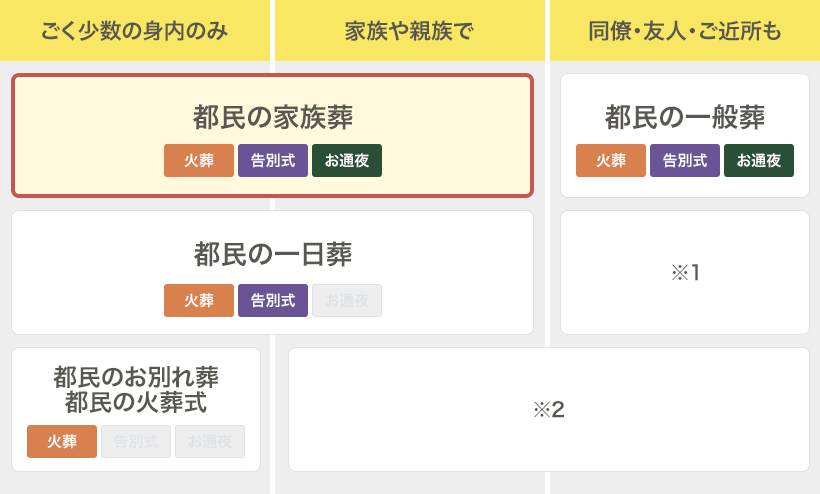 ごく少数の身内のみ
家族や親族で
同僚・友人・ご近所も
都民の家族葬
火葬 告別式 お通夜
都民の一般葬
火葬 告別式 お通夜
都民の一日葬
火葬 告別式 お通夜
※1
都民のお別れ葬
都民の火葬式
火葬 告別式 お通夜
※2